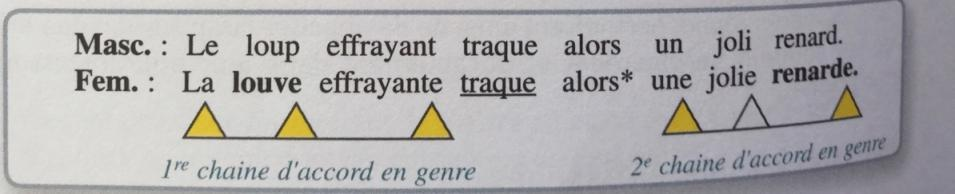 Masc. : Le loup effrayant traque alors un joli renard.
Fem. : La louve effrayante traque alors* une jolie renarde.
1re chaine d'accord en genre
2e chaine d'accord en genre